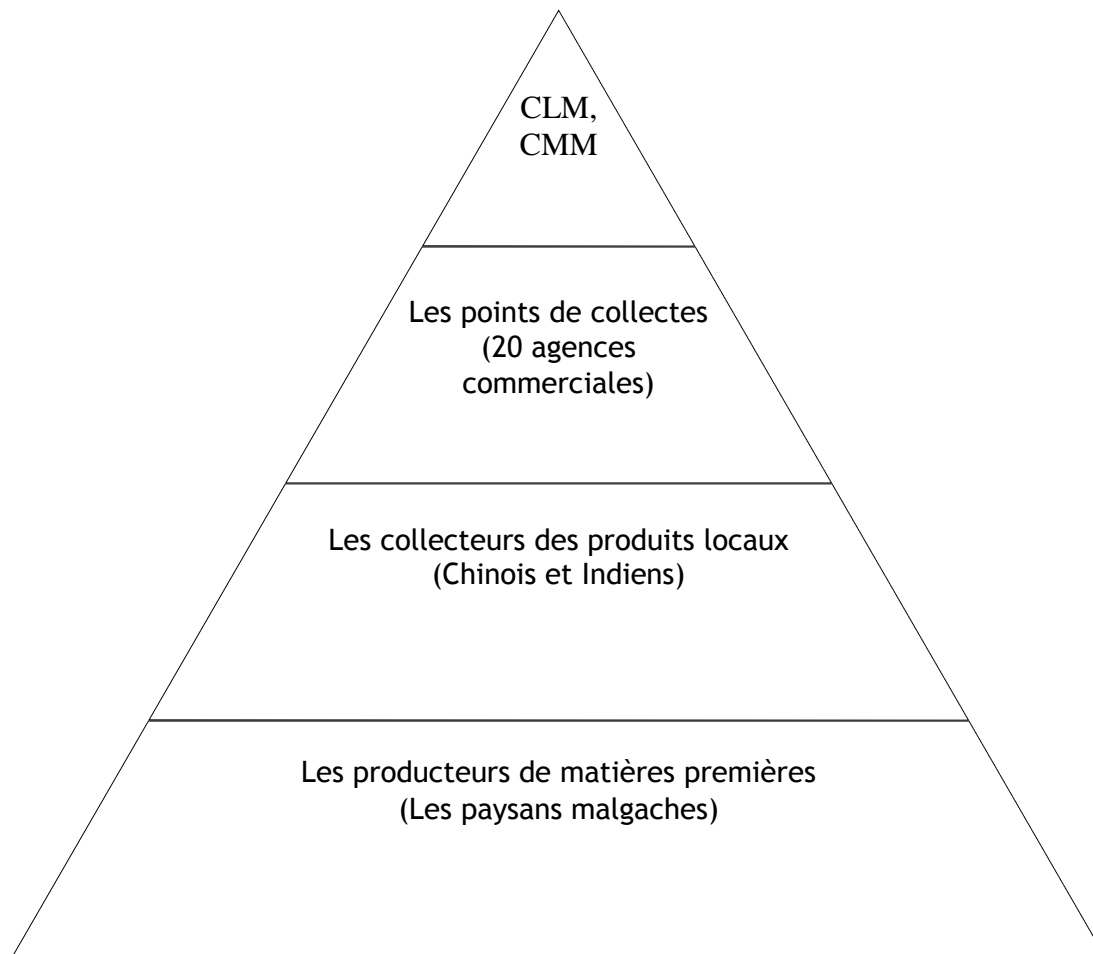 CLM,
CMM
Les points de collectes
(20 agences
commerciales)
Les collecteurs des produits locaux
(Chinois et Indiens)
Les producteurs de matières premières
(Les paysans malgaches)